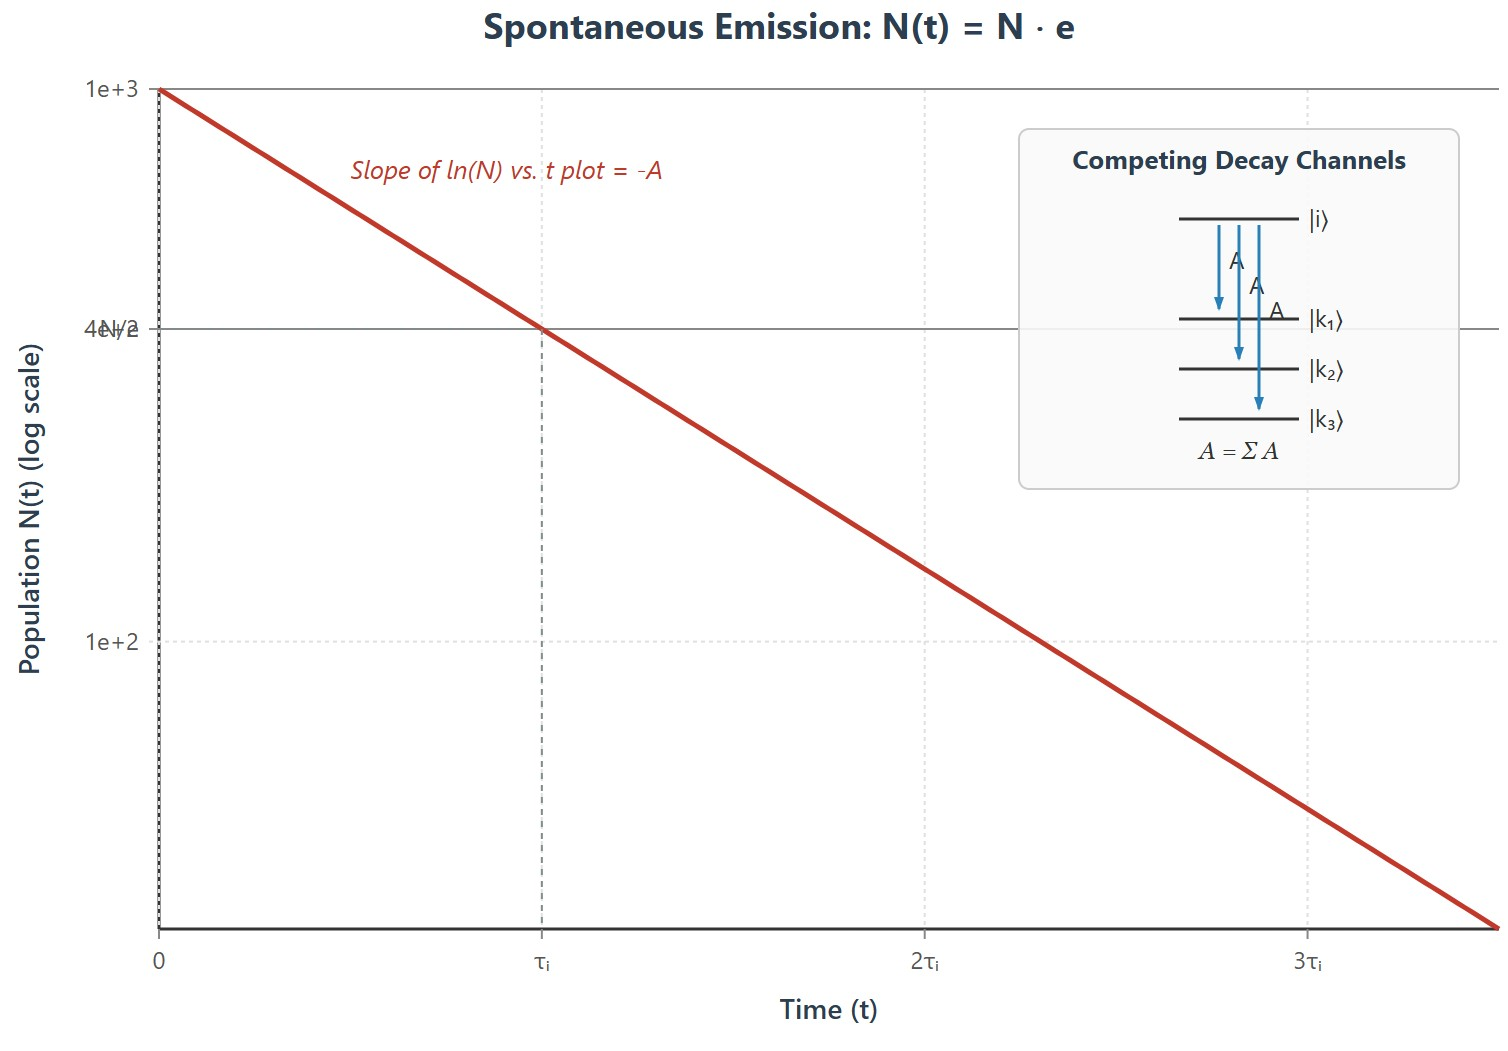 Spontaneous Emission: N(t) = N · e
1e+3
Slope of ln(N) vs. t plot = -A
Competing Decay Channels
|i⟩
A
A
A
|k₁⟩
|k₂⟩
|k₃⟩
A = Σ A
1e+2
Population N(t) (log scale)
0
τᵢ
2τᵢ
3τᵢ
Time (t)